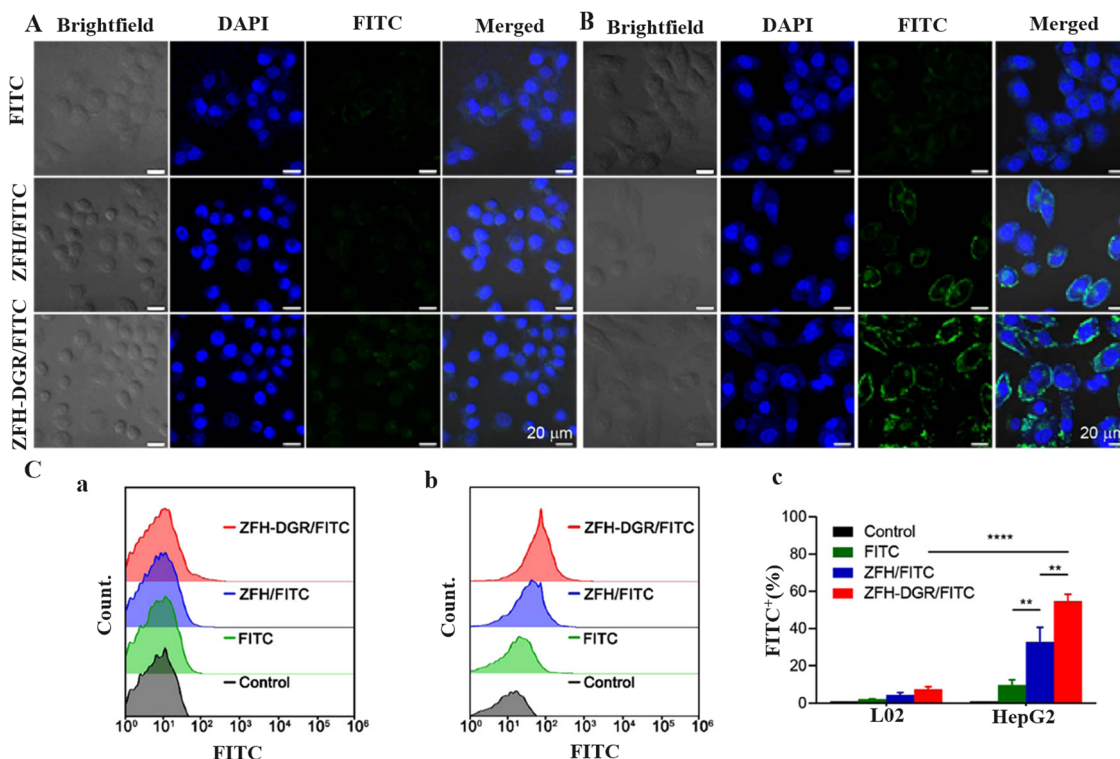 A Brightfield DAPI FITC Merged B Brightfield DAPI FITC Merged
FITC
ZFH/FITC
ZFH-DGR/FITC
20 μm 20 μm
C
a
ZFH-DGR/FITC
ZFH/FITC
FITC
Control
Count.
10⁰ 10¹ 10² 10³ 10⁴ 10⁵ 10⁶
FITC
b
ZFH-DGR/FITC
ZFH/FITC
FITC
Control
Count.
10⁰ 10² 10⁴ 10⁶
FITC
c
Control
FITC
ZFH/FITC
ZFH-DGR/FITC
****
**
**
100
80
60
40
20
0
FITC⁺(%)
L02 HepG2